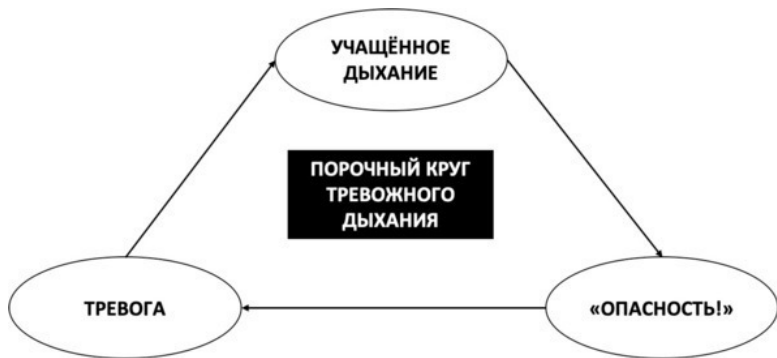 УЧАЩЁННОЕ
ДЫХАНИЕ
ПОРОЧНЫЙ КРУГ
ТРЕВОЖНОГО
ДЫХАНИЯ
ТРЕВОГА
«ОПАСНОСТЬ!»